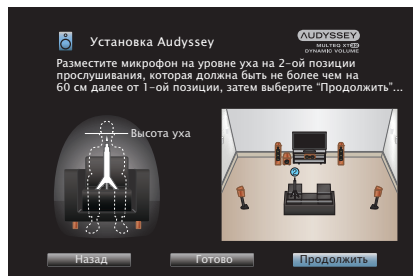 Установка Audyssey
AUDYSSEY
MULTEQ XT32
DYNAMIC VOLUME
Разместите микрофон на уровне уха на 2-ой позиции
прослушивания, которая должна быть не более чем на
60 см далее от 1-ой позиции, затем выберите “Продолжить”...
Высота уха
2
Назад
Готово
Продолжить